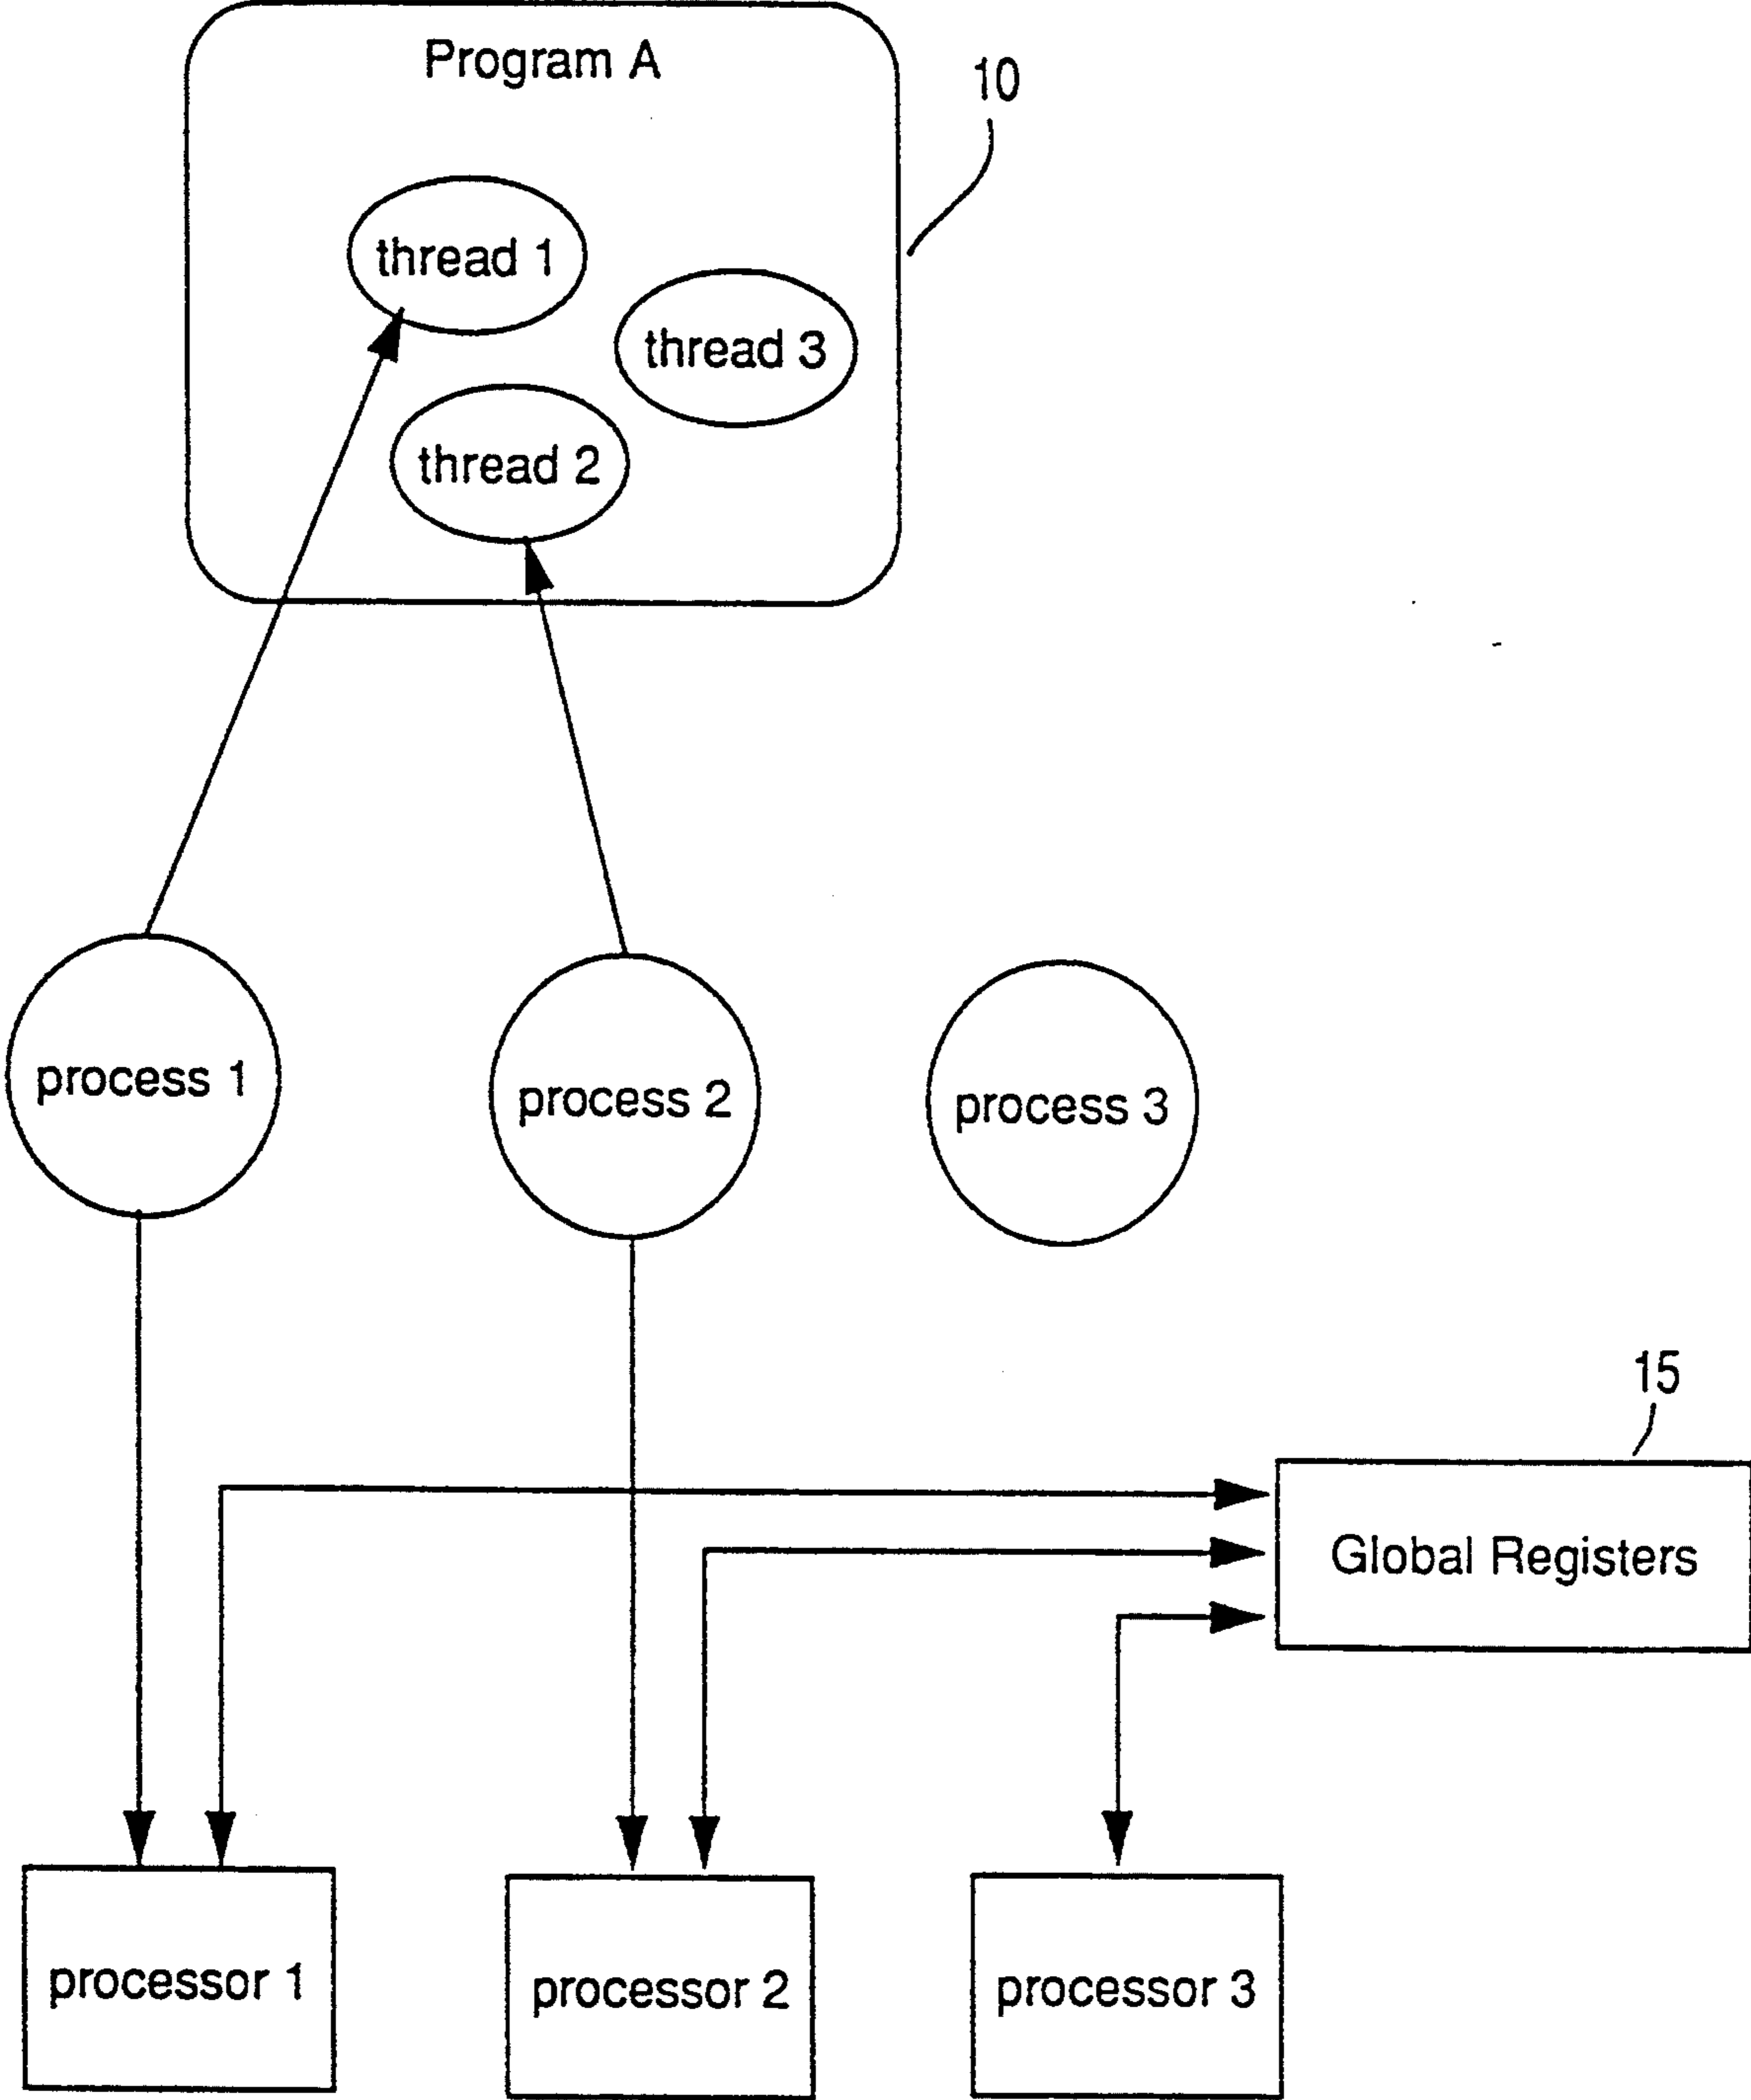 Program A
10
thread 1
thread 3
thread 2
process 1
process 2
process 3
15
Global Registers
processor 1
processor 2
processor 3